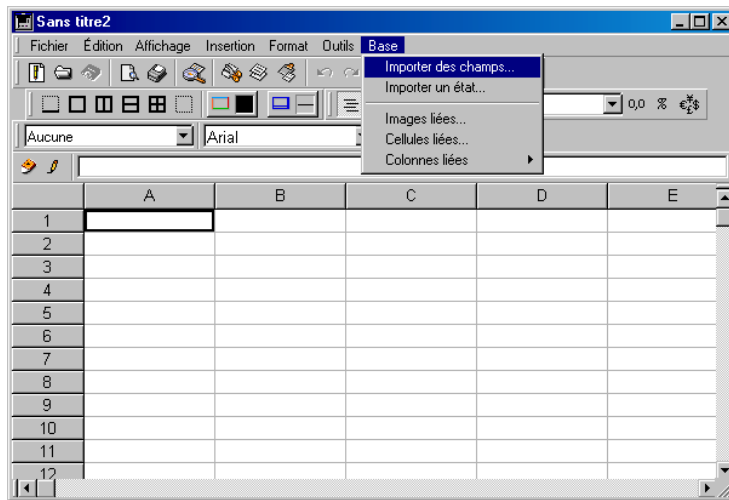 Sans titre2
Fichier Édition Affichage Insertion Format Outils Base
Importer des champs...
Importer un état...
0,0 % €¥£$
Images liées...
Aucune Arial
Cellules liées...
Colonnes liées
A B C D E
1
2
3
4
5
6
7
8
9
10
11
12